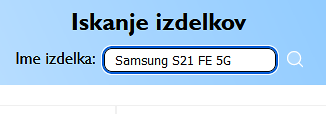 Iskanje izdelkov
Ime izdelka: Samsung S21 FE 5G